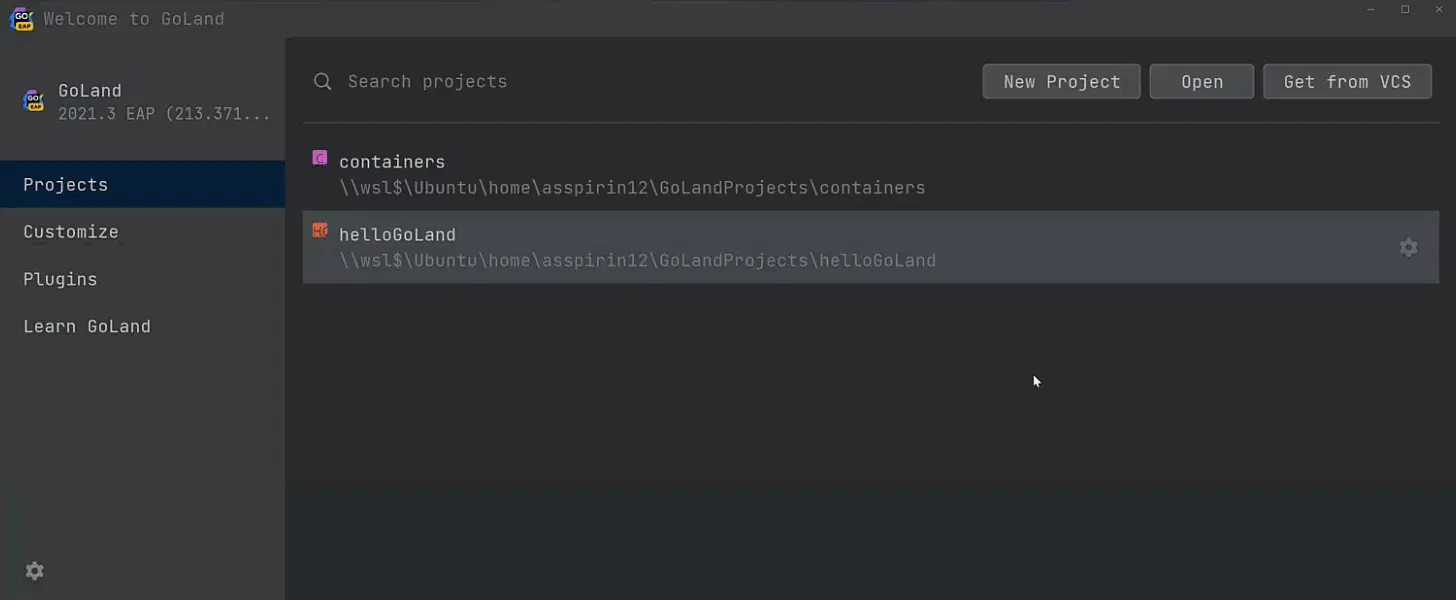 Welcome to GoLand
GoLand
2021.3 EAP (213.371...
Projects
Customize
Plugins
Learn GoLand
Search projects
New Project
Open
Get from VCS
containers
\\wsl$\Ubuntu\home\asspirin12\GoLandProjects\containers
helloGoLand
\\wsl$\Ubuntu\home\asspirin12\GoLandProjects\helloGoLand